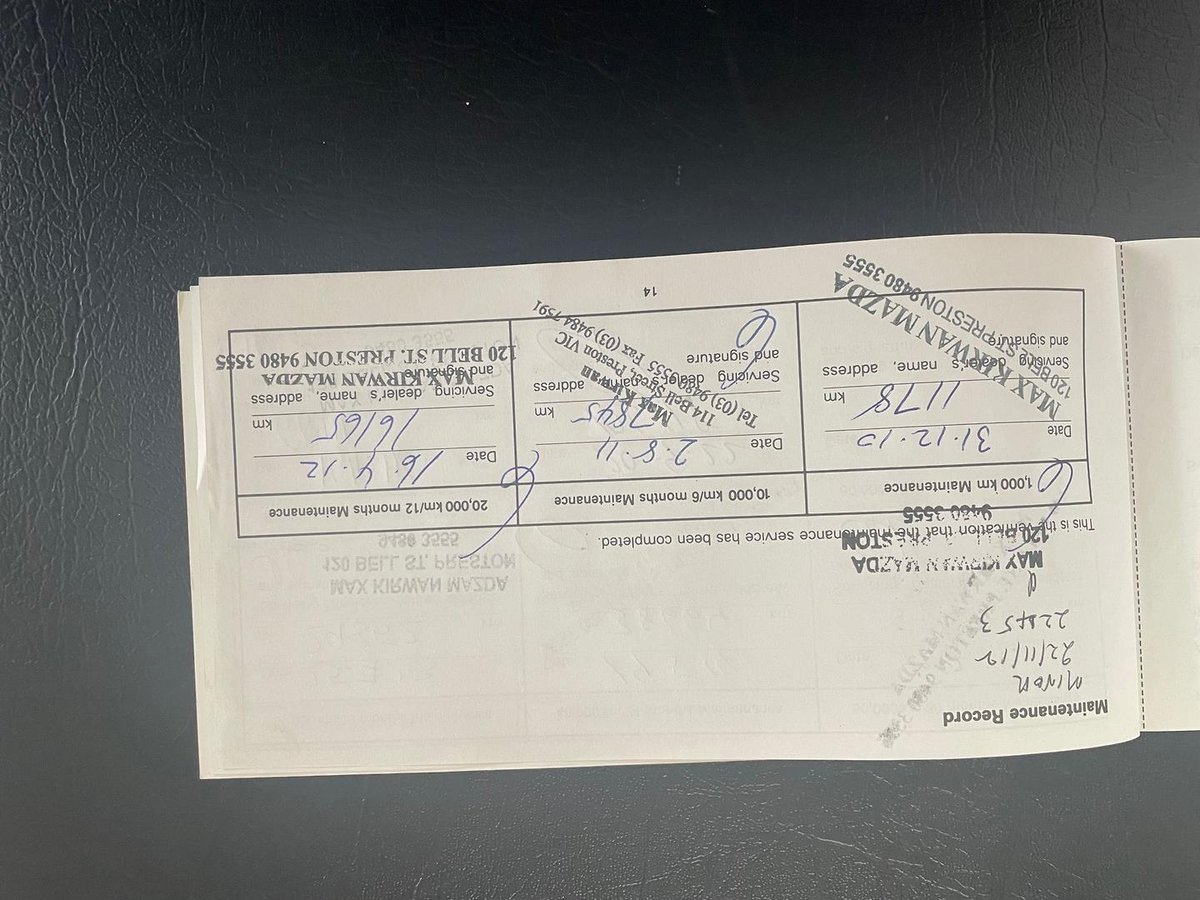 Maintenance Record
MINOR
22/11/12
22453
MAX KIRWAN MAZDA
120 BELL ST. PRESTON
9480 3555
This is the verification that the maintenance service has been completed.
1,000 km Maintenance
Date 31.12.10
1178 km
Servicing dealer's name, address
and signature
MAX KIRWAN MAZDA
120 BELL ST. PRESTON 9480 3555
10,000 km/6 months Maintenance
Date 2.8.11
7845 km
Servicing dealer's name, address
and signature
Max Kirwan
114 Bell Street, Preston VIC
Tel (03) 9480 3555 Fax (03) 9484 7591
20,000 km/12 months Maintenance
Date 16.4.12
16165 km
Servicing dealer's name, address
and signature
MAX KIRWAN MAZDA
120 BELL ST. PRESTON 9480 3555
14